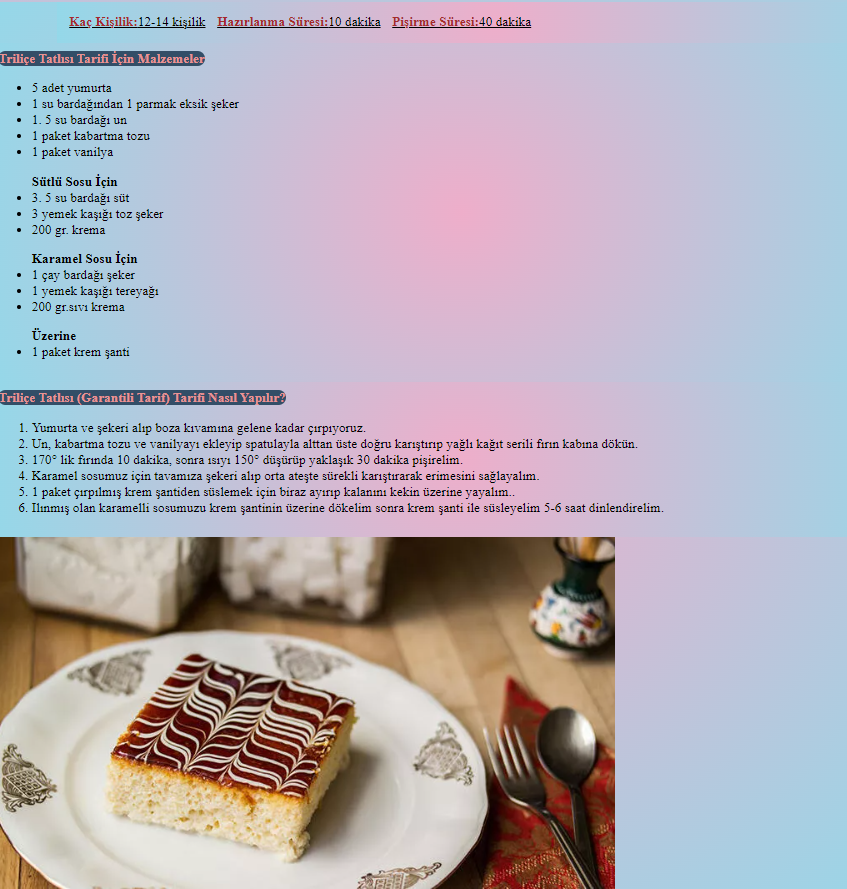 Kaç Kişilik:12-14 kişilik Hazırlanma Süresi:10 dakika Pişirme Süresi:40 dakika
Triliçe Tatlısı Tarifi İçin Malzemeler
5 adet yumurta
1 su bardağından 1 parmak eksik şeker
1. 5 su bardağı un
1 paket kabartma tozu
1 paket vanilya
Sütlü Sosu İçin
3. 5 su bardağı süt
3 yemek kaşığı toz şeker
200 gr. krema
Karamel Sosu İçin
1 çay bardağı şeker
1 yemek kaşığı tereyağı
200 gr.sıvı krema
Üzerine
1 paket krem şanti
Triliçe Tatlısı (Garantili Tarif) Tarifi Nasıl Yapılır?
1. Yumurta ve şekeri alıp boza kıvamına gelene kadar çırpıyoruz.
2. Un, kabartma tozu ve vanilyayı ekleyip spatulayla alttan üste doğru karıştırıp yağlı kağıt serili fırın kabına dökün.
3. 170° lik fırında 10 dakika, sonra ısıyı 150° düşürüp yaklaşık 30 dakika pişirelim.
4. Karamel sosumuz için tavamıza şekeri alıp orta ateşte sürekli karıştırarak erimesini sağlayalım.
5. 1 paket çırpılmış krem şantiden süslemek için biraz ayırıp kalanını kekin üzerine yayalım..
6. Ilınmış olan karamelli sosumuzu krem şantinin üzerine dökelim sonra krem şanti ile süsleyelim 5-6 saat dinlendirelim.